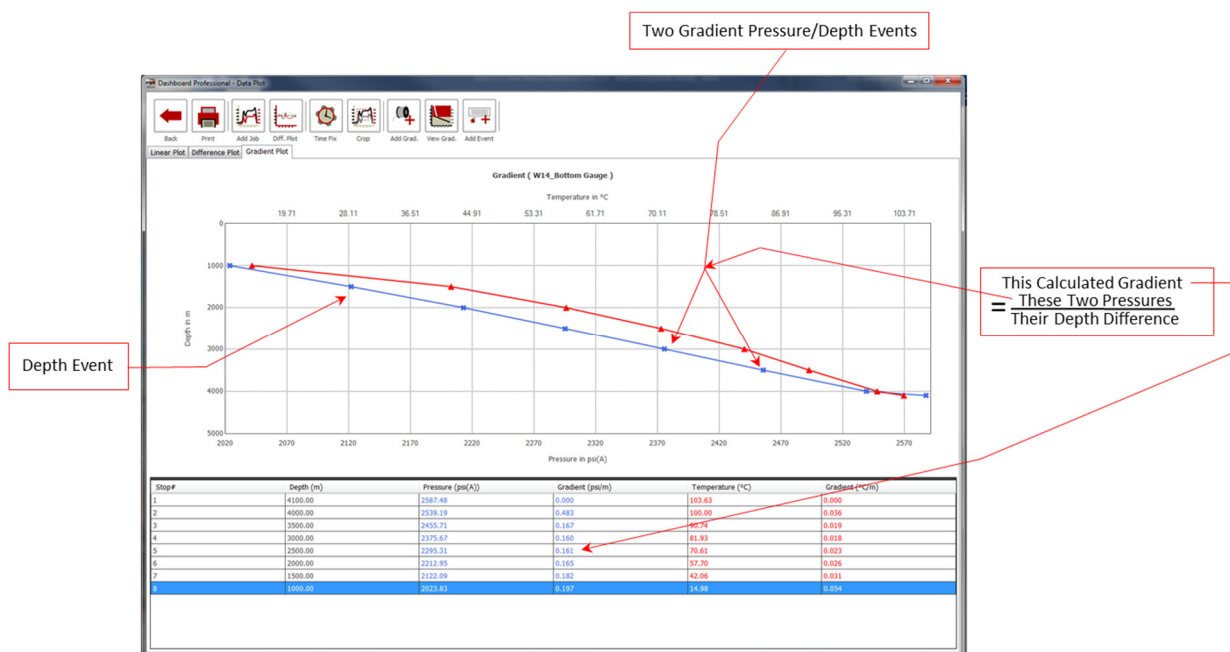 Two Gradient Pressure/Depth Events
Dashboard Professional - Data Plot
Back Print Add Job Diff. Plot Time Fix Crop Add Grad. View Grad. Add Event
Linear Plot Difference Plot Gradient Plot
Gradient ( W14_Bottom Gauge )
Temperature in °C
19.71 28.11 36.51 44.91 53.31 61.71 70.11 78.51 86.91 95.31 103.71
0
1000
2000
3000
4000
5000
Depth in m
2020 2070 2120 2170 2220 2270 2320 2370 2420 2470 2520 2570
Pressure in psi(A)
Depth Event
This Calculated Gradient
= These Two Pressures
Their Depth Difference
Stop# Depth (m) Pressure (psi(A)) Gradient (psi/m) Temperature (°C) Gradient (°C/m)
1 4100.00 2587.48 0.000 103.63 0.000
2 4000.00 2539.19 0.483 100.00 0.036
3 3500.00 2455.71 0.167 90.74 0.019
4 3000.00 2375.67 0.160 81.93 0.018
5 2500.00 2295.31 0.161 70.61 0.023
6 2000.00 2212.95 0.165 57.70 0.026
7 1500.00 2122.09 0.182 42.06 0.031
8 1000.00 2023.83 0.197 14.98 0.054